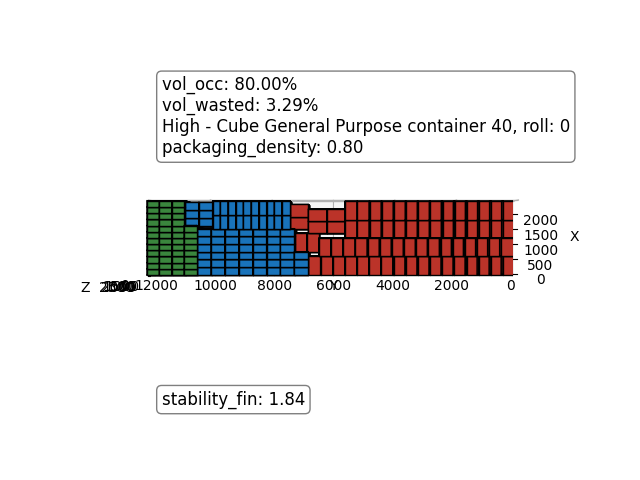 vol_occ: 80.00%
vol_wasted: 3.29%
High - Cube General Purpose container 40, roll: 0
packaging_density: 0.80
2000
1500
1000
500
0
X
Z
12000
10000
8000
6000
Y
4000
2000
0
stability_fin: 1.84